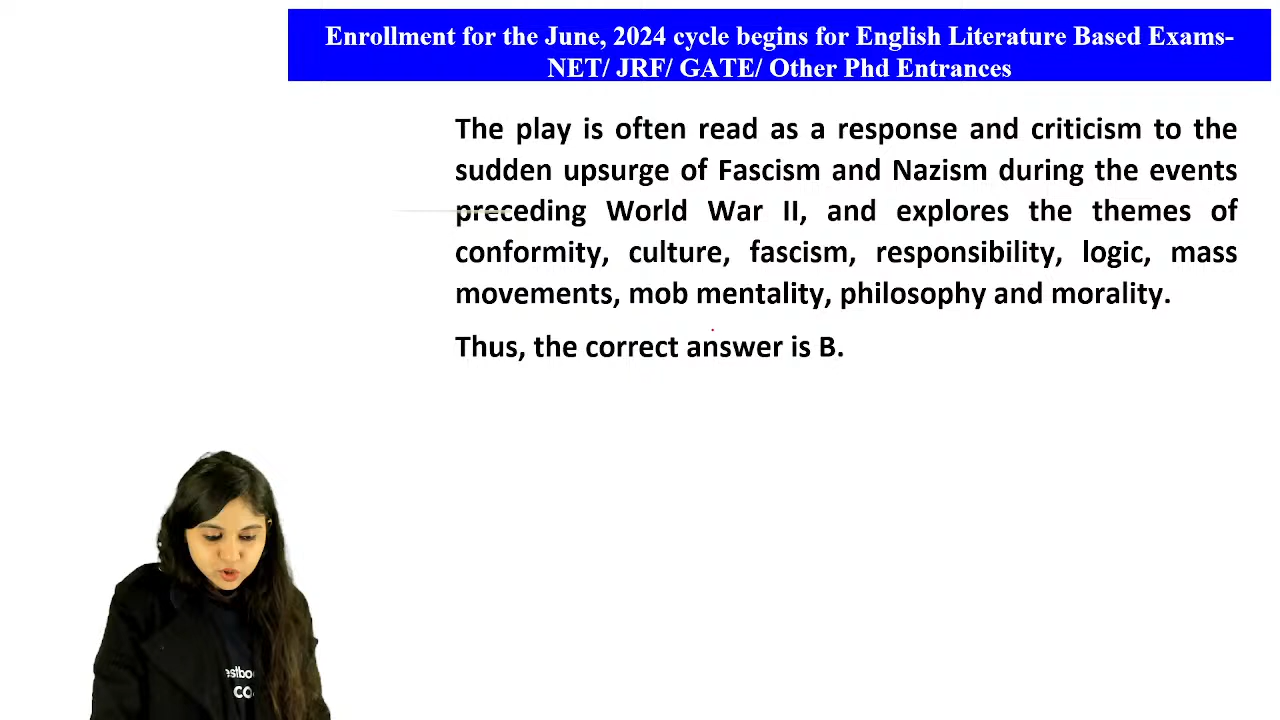 Enrollment for the June, 2024 cycle begins for English Literature Based Exams-
NET/ JRF/ GATE/ Other Phd Entrances
The play is often read as a response and criticism to the
sudden upsurge of Fascism and Nazism during the events
preceding World War II, and explores the themes of
conformity, culture, fascism, responsibility, logic, mass
movements, mob mentality, philosophy and morality.
Thus, the correct answer is B.